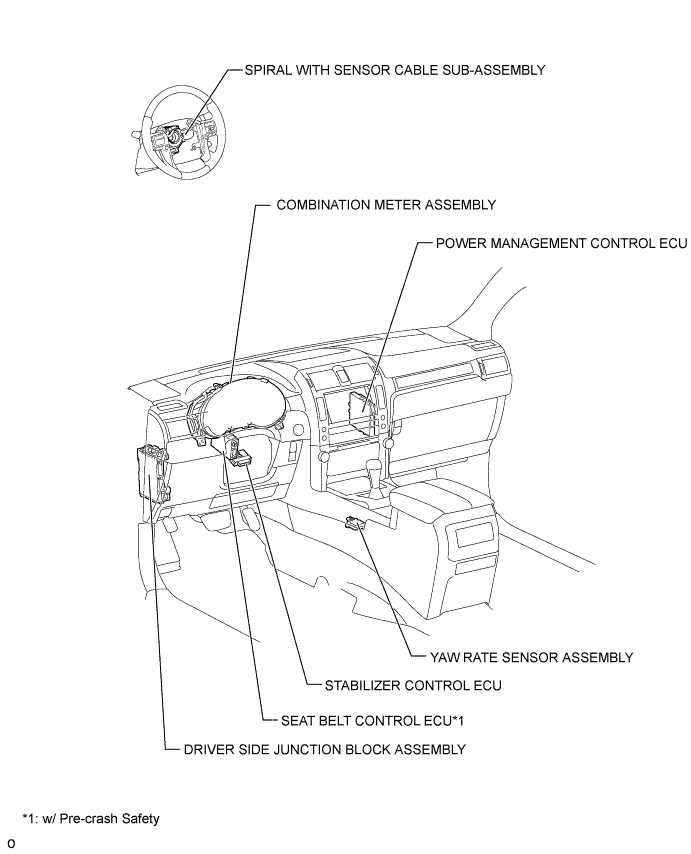 SPIRAL WITH SENSOR CABLE SUB-ASSEMBLY
COMBINATION METER ASSEMBLY
POWER MANAGEMENT CONTROL ECU
YAW RATE SENSOR ASSEMBLY
STABILIZER CONTROL ECU
SEAT BELT CONTROL ECU*1
DRIVER SIDE JUNCTION BLOCK ASSEMBLY
*1: w/ Pre-crash Safety
O